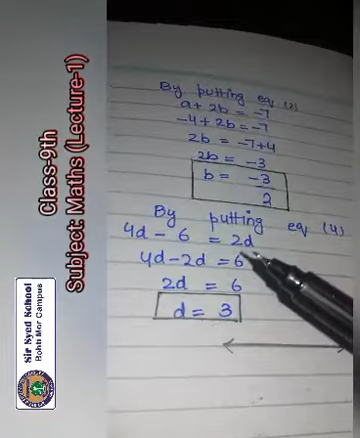 Class-9th
Subject: Maths (Lecture-1)
Sir Syed School
Rohh Mor Campus
By putting eq (2)
a + 2b = -7
-4 + 2b = -7
2b = -7+4
2b = -3
b = -3
2
By putting eq (4)
4d - 6 = 2d
4d - 2d = 6
2d = 6
d = 3